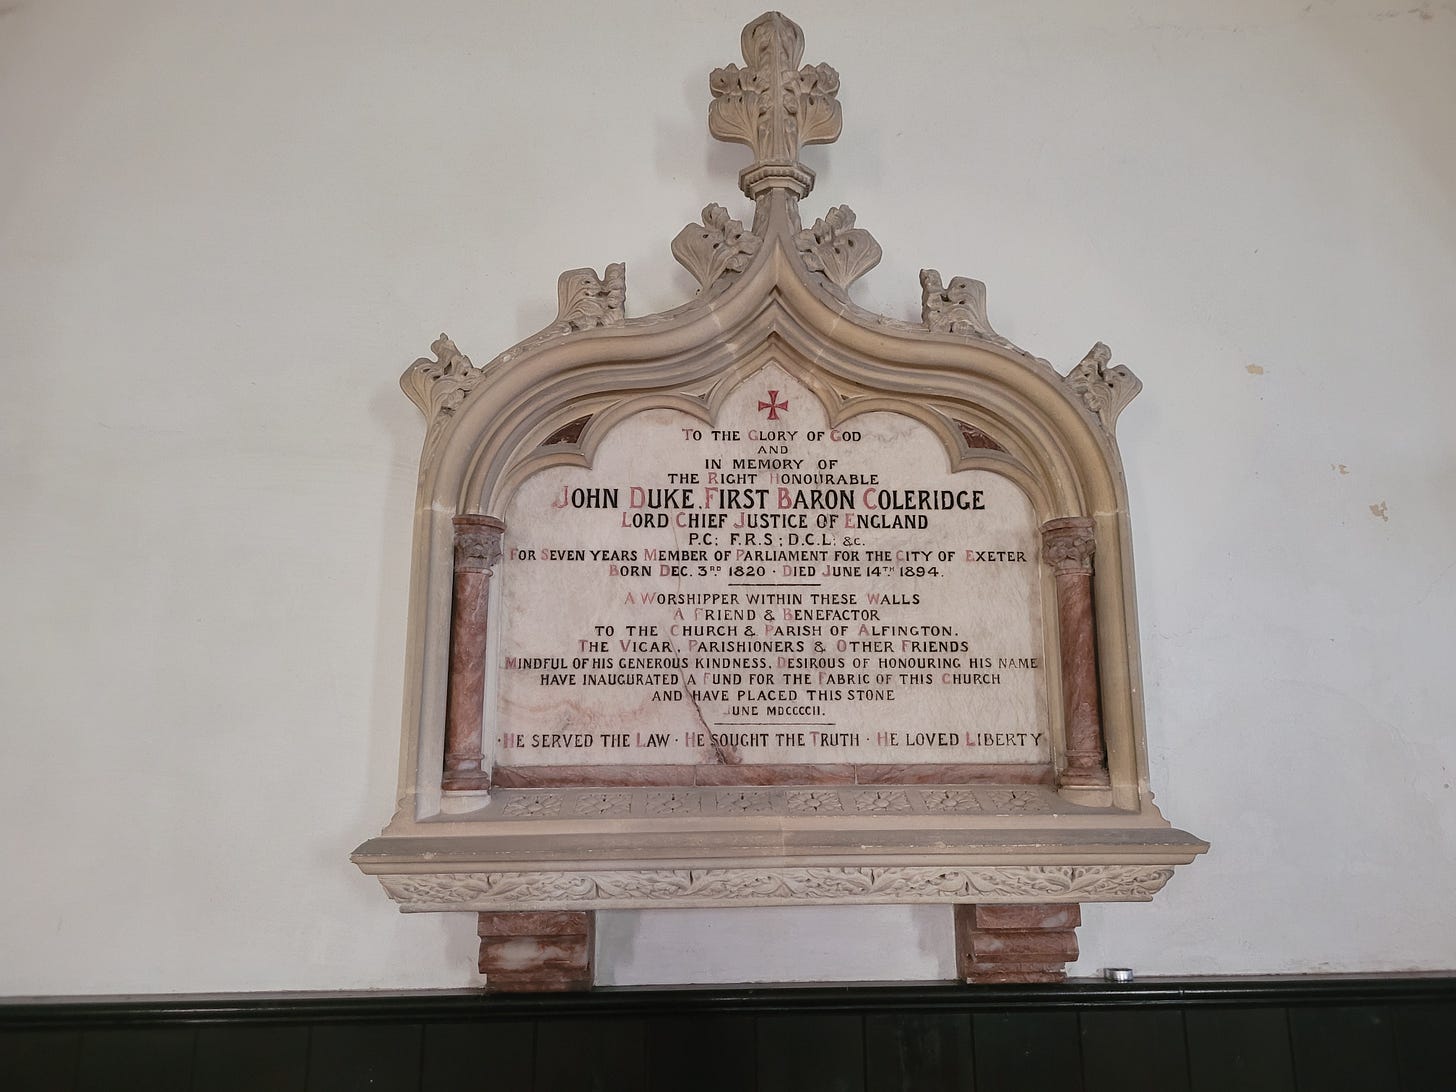 To the Glory of God
and
in memory of
the Right Honourable
John Duke, First Baron Coleridge
Lord Chief Justice of England
P.C; F.R.S; D.C.L; &c.
For Seven years Member of Parliament for the City of Exeter
Born Dec. 3rd 1820 · Died June 14th 1894.
A Worshipper within these Walls
A Friend & Benefactor
to the Church & Parish of Alfington.
The Vicar, Parishioners & Other Friends
Mindful of his generous kindness, Desirous of honouring his name
have inaugurated a Fund for the Fabric of this Church
and have placed this stone
June MDCCCCII.
· He served the Law · He sought the Truth · He loved Liberty